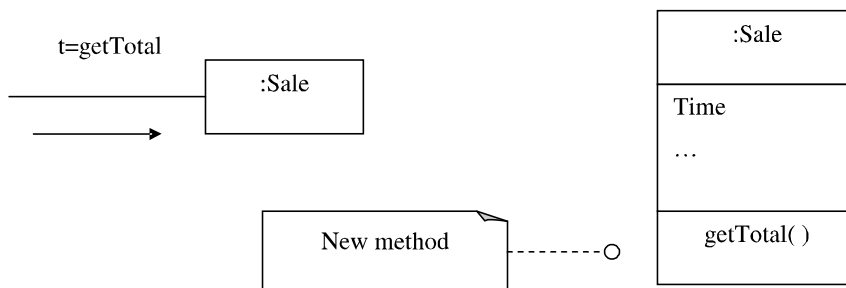 t=getTotal
:Sale
:Sale
Time
…
New method
getTotal( )